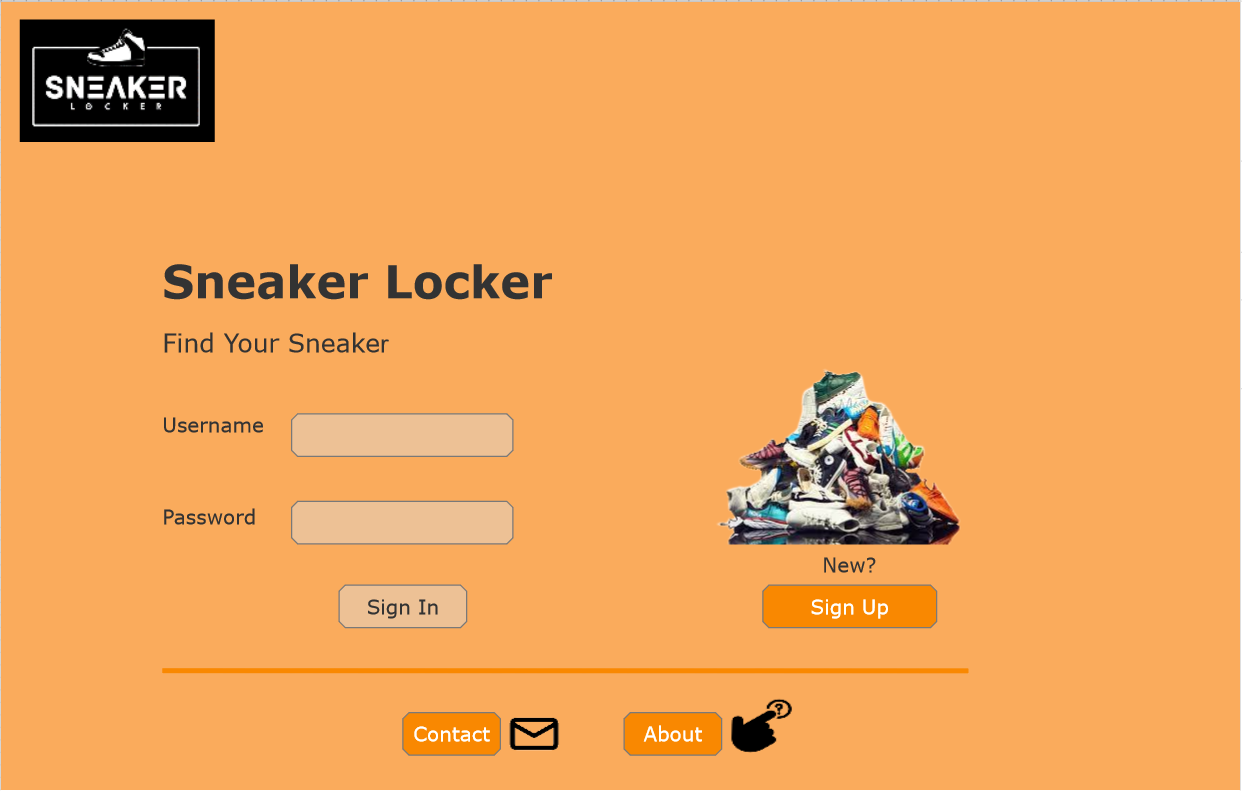 SNEAKER
LOCKER
Sneaker Locker
Find Your Sneaker
Username
Password
New?
Sign In
Sign Up
Contact
About
?